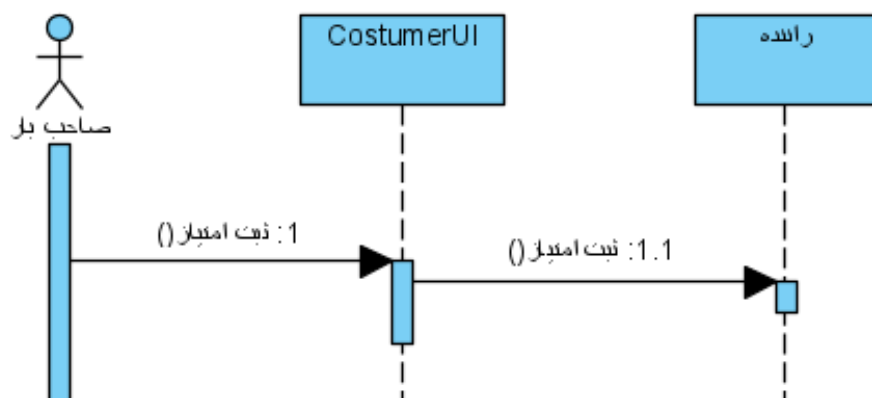 CostumerUI
راننده
صاحب بار
1: ثبت امتیاز()
1.1: ثبت امتیاز()